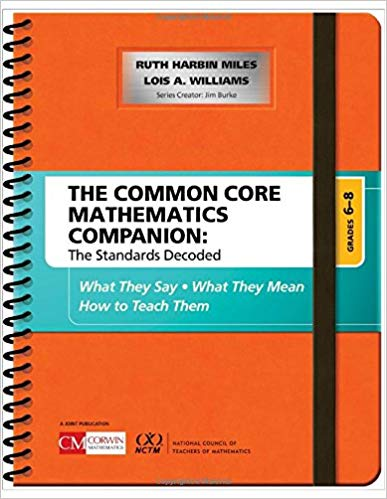 RUTH HARBIN MILES
LOIS A. WILLIAMS
Series Creator: Jim Burke
THE COMMON CORE
MATHEMATICS
COMPANION:
The Standards Decoded
GRADES 6–8
What They Say • What They Mean
How to Teach Them
A JOINT PUBLICATION
CM CORWIN
MATHEMATICS
NCTM
NATIONAL COUNCIL OF
TEACHERS OF MATHEMATICS